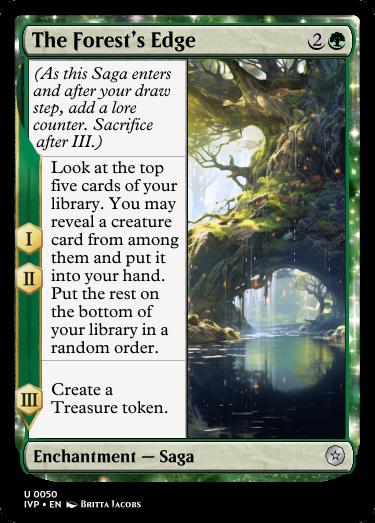 The Forest's Edge 2
(As this Saga enters
and after your draw
step, add a lore
counter. Sacrifice
after III.)
I
II
Look at the top
five cards of your
library. You may
reveal a creature
card from among
them and put it
into your hand.
Put the rest on
the bottom of
your library in a
random order.
III
Create a
Treasure token.
Enchantment — Saga
U 0050
IVP • EN Britta Jacobs